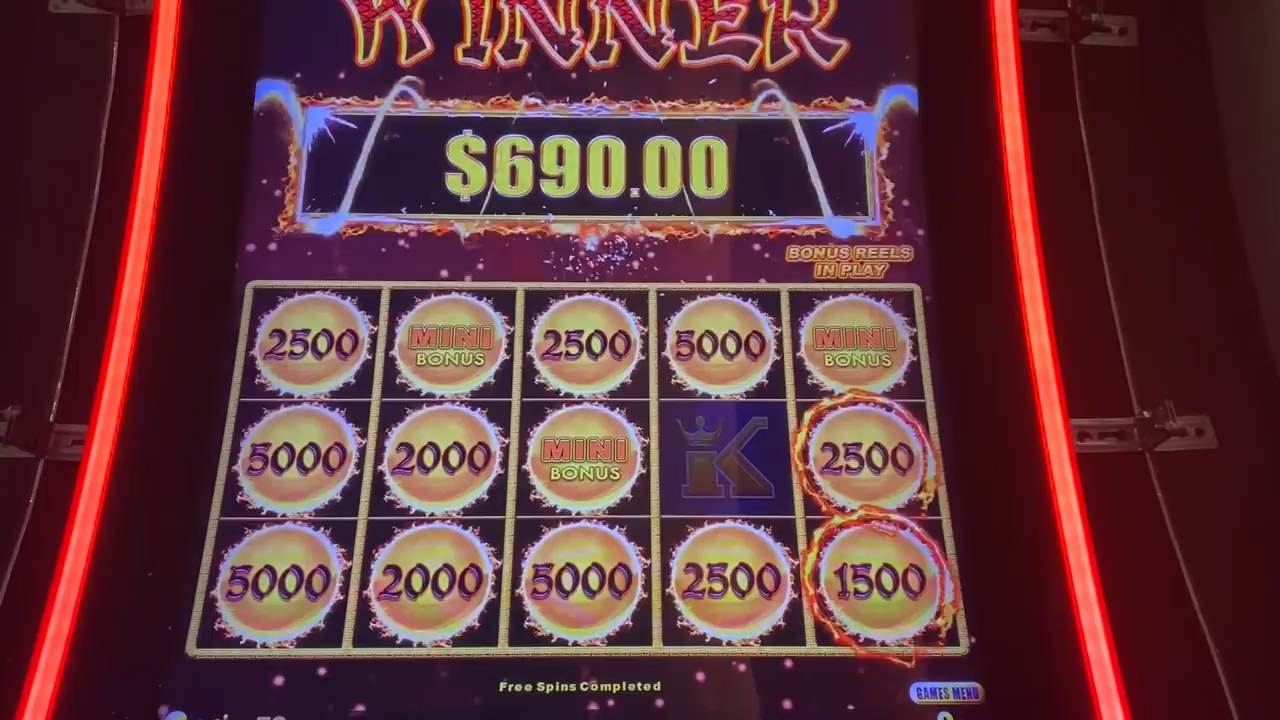 WINNER
$690.00
BONUS REELS
IN PLAY
2500 MINI BONUS 2500 5000 MINI BONUS
5000 2000 MINI BONUS K 2500
5000 2000 5000 2500 1500
Free Spins Completed
GAMES MENU